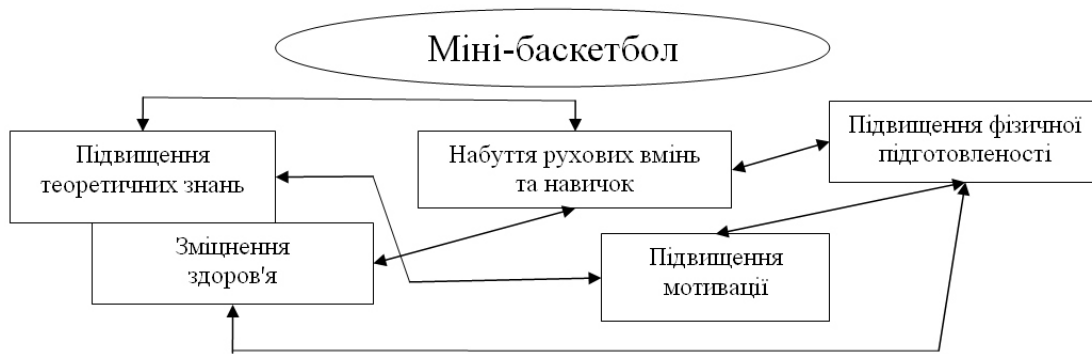 Міні-баскетбол
Підвищення
теоретичних знань
Набуття рухових вмінь
та навичок
Підвищення фізичної
підготовленості
Зміцнення
здоров'я
Підвищення
мотивації